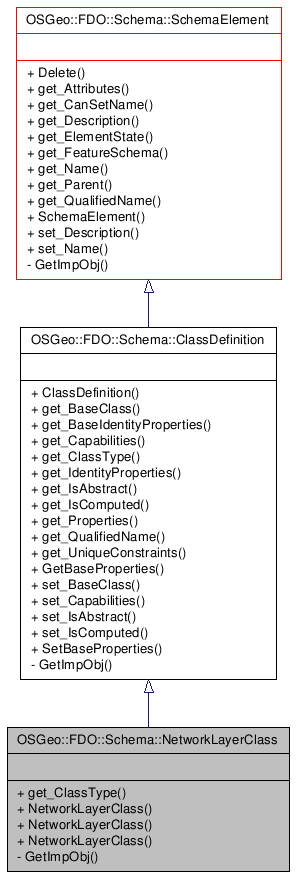 OSGeo::FDO::Schema::SchemaElement
+ Delete()
+ get_Attributes()
+ get_CanSetName()
+ get_Description()
+ get_ElementState()
+ get_FeatureSchema()
+ get_Name()
+ get_Parent()
+ get_QualifiedName()
+ SchemaElement()
+ set_Description()
+ set_Name()
- GetImpObj()
OSGeo::FDO::Schema::ClassDefinition
+ ClassDefinition()
+ get_BaseClass()
+ get_BaseIdentityProperties()
+ get_Capabilities()
+ get_ClassType()
+ get_IdentityProperties()
+ get_IsAbstract()
+ get_IsComputed()
+ get_Properties()
+ get_QualifiedName()
+ get_UniqueConstraints()
+ GetBaseProperties()
+ set_BaseClass()
+ set_Capabilities()
+ set_IsAbstract()
+ set_IsComputed()
+ SetBaseProperties()
- GetImpObj()
OSGeo::FDO::Schema::NetworkLayerClass
+ get_ClassType()
+ NetworkLayerClass()
+ NetworkLayerClass()
+ NetworkLayerClass()
- GetImpObj()